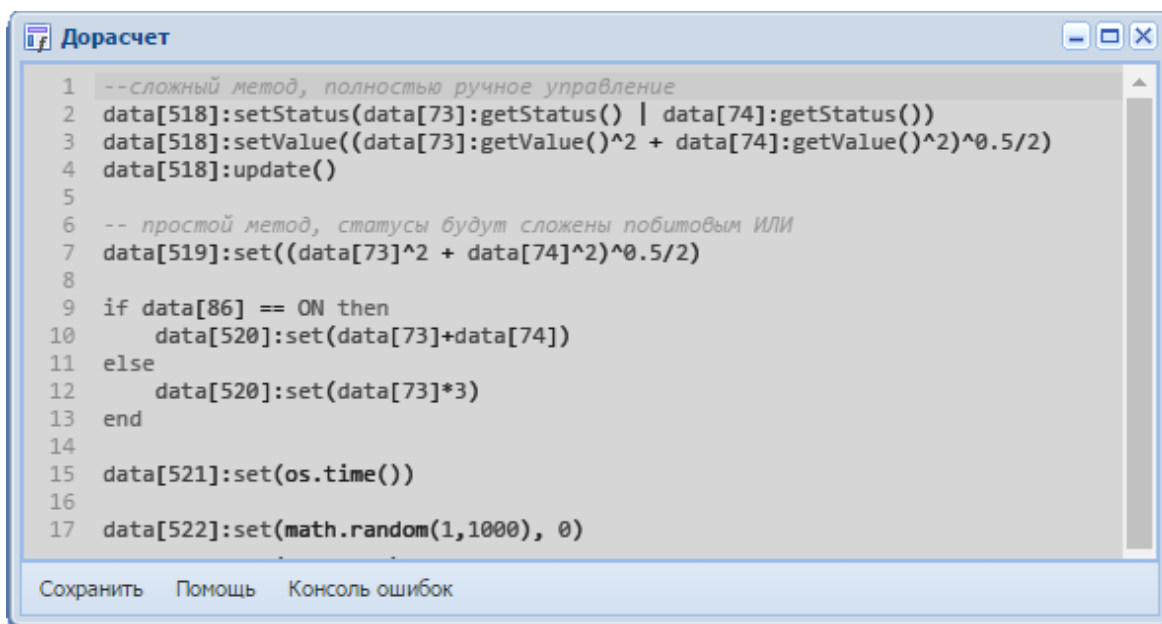 Дорасчет
1 --сложный метод, полностью ручное управление
2 data[518]:setStatus(data[73]:getStatus() | data[74]:getStatus())
3 data[518]:setValue((data[73]:getValue()^2 + data[74]:getValue()^2)^0.5/2)
4 data[518]:update()
5
6 -- простой метод, статусы будут сложены побитовым ИЛИ
7 data[519]:set((data[73]^2 + data[74]^2)^0.5/2)
8
9 if data[86] == ON then
10 data[520]:set(data[73]+data[74])
11 else
12 data[520]:set(data[73]*3)
13 end
14
15 data[521]:set(os.time())
16
17 data[522]:set(math.random(1,1000), 0)
Сохранить Помощь Консоль ошибок